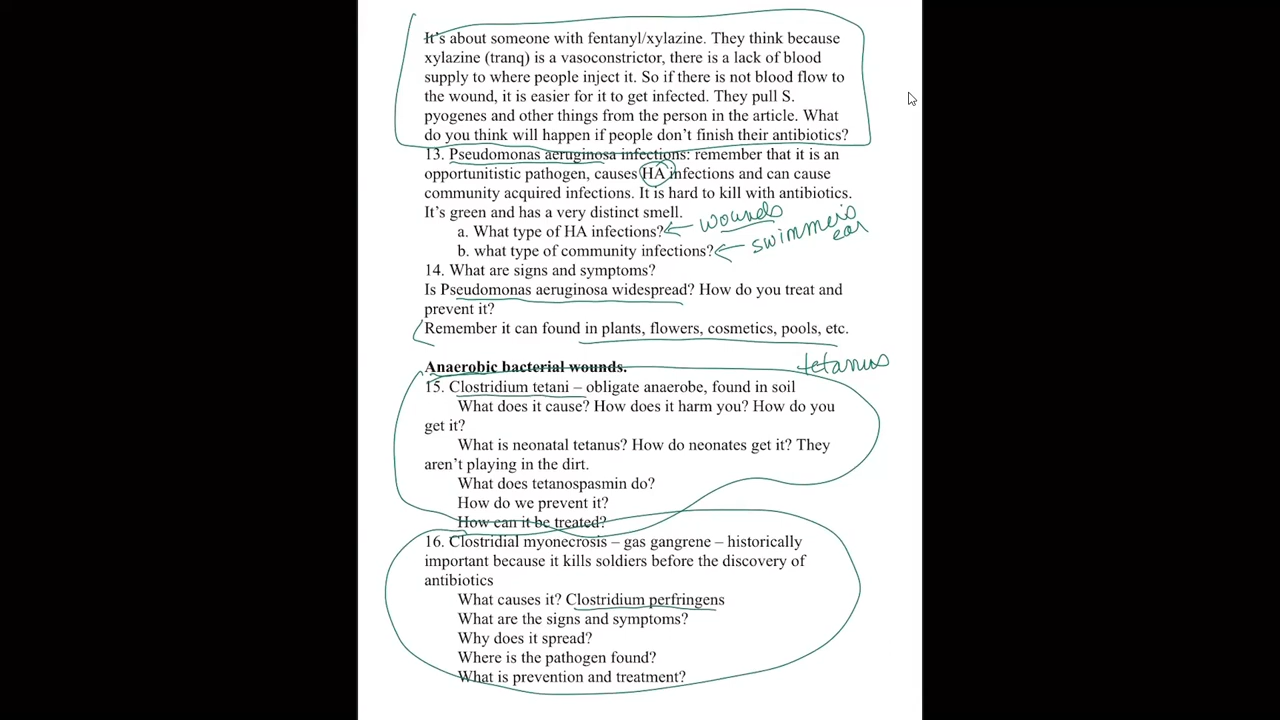 It's about someone with fentanyl/xylazine. They think because
xylazine (tranq) is a vasoconstrictor, there is a lack of blood
supply to where people inject it. So if there is not blood flow to
the wound, it is easier for it to get infected. They pull S.
pyogenes and other things from the person in the article. What
do you think will happen if people don't finish their antibiotics?
13. Pseudomonas aeruginosa infections: remember that it is an
opportunitistic pathogen, causes HA infections and can cause
community acquired infections. It is hard to kill with antibiotics.
It's green and has a very distinct smell.
a. What type of HA infections? wounds
b. what type of community infections? swimmer's ear
14. What are signs and symptoms?
Is Pseudomonas aeruginosa widespread? How do you treat and
prevent it?
Remember it can found in plants, flowers, cosmetics, pools, etc.
Anaerobic bacterial wounds.
tetanus
15. Clostridium tetani – obligate anaerobe, found in soil
What does it cause? How does it harm you? How do you
get it?
What is neonatal tetanus? How do neonates get it? They
aren't playing in the dirt.
What does tetanospasmin do?
How do we prevent it?
How can it be treated?
16. Clostridial myonecrosis – gas gangrene – historically
important because it kills soldiers before the discovery of
antibiotics
What causes it? Clostridium perfringens
What are the signs and symptoms?
Why does it spread?
Where is the pathogen found?
What is prevention and treatment?